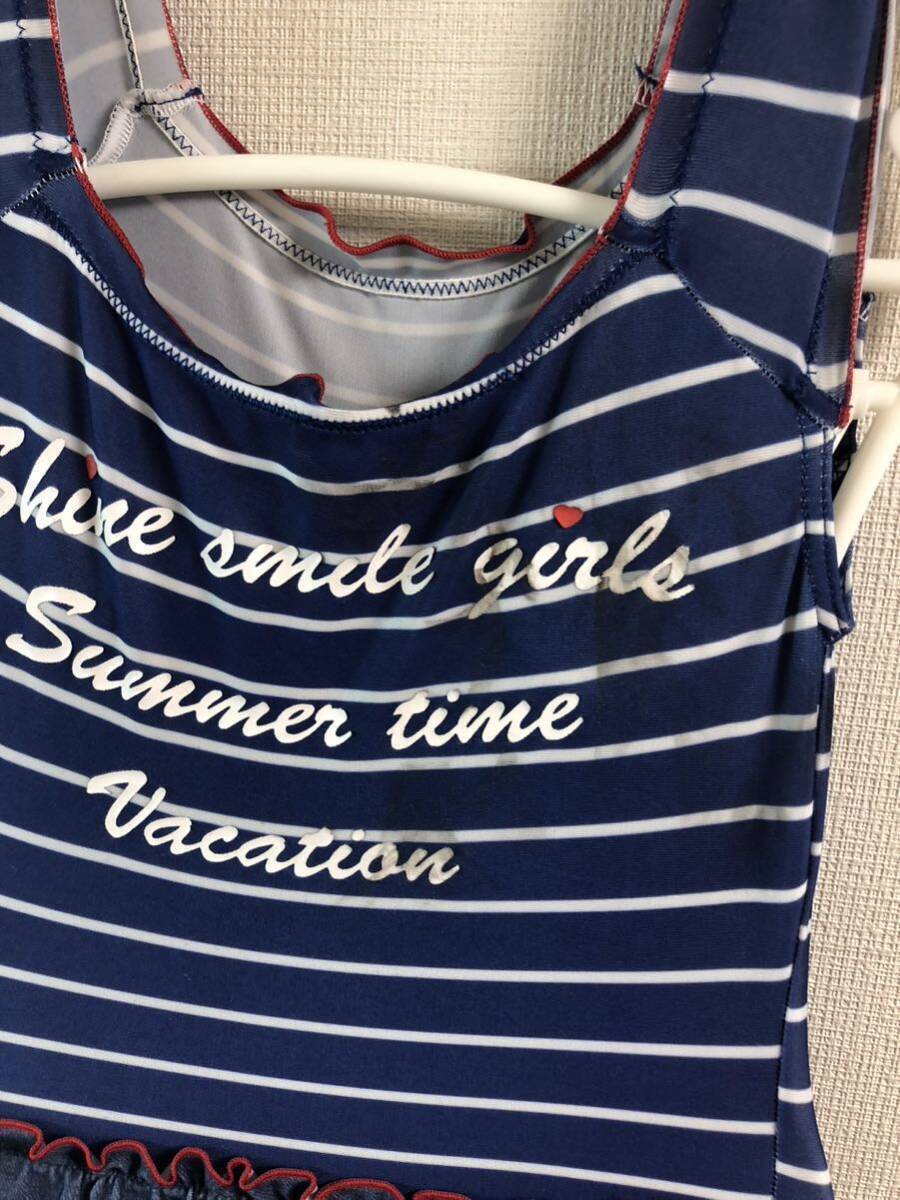 Shine smile girls
Summer time
Vacation